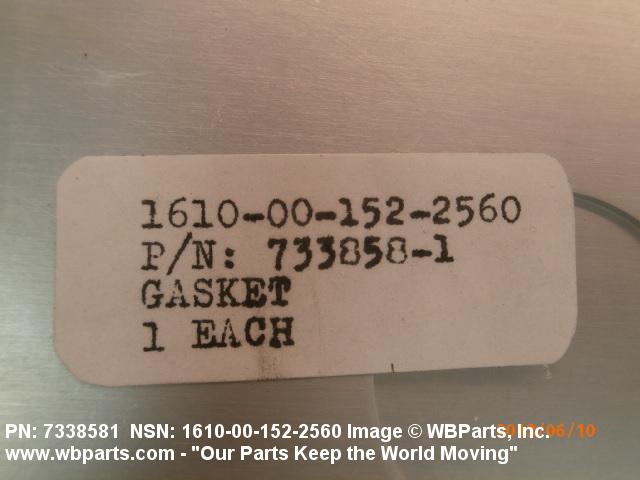 1610-00-152-2560
P/N: 733858-1
GASKET
1 EACH
PN: 7338581 NSN: 1610-00-152-2560 Image © WBParts, Inc.
www.wbparts.com - "Our Parts Keep the World Moving"